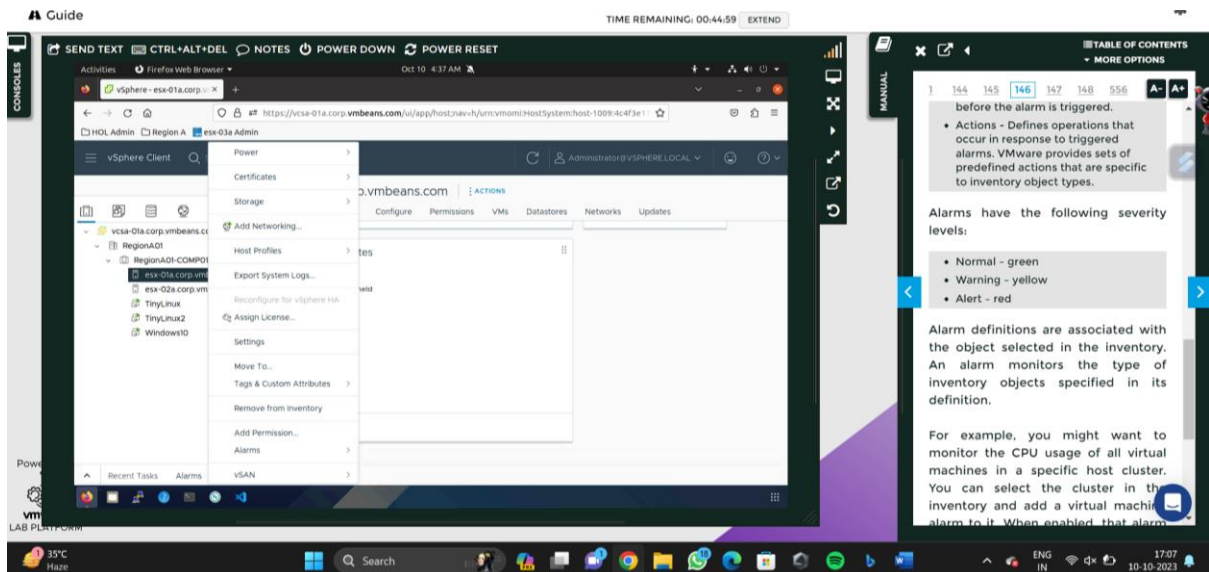 Guide
TIME REMAINING: 00:44:59 EXTEND
CONSOLES
SEND TEXT CTRL+ALT+DEL NOTES POWER DOWN POWER RESET
Activities Firefox Web Browser Oct 10 4:37 AM
vSphere - esx-01a.corp.v
https://vcsa-01a.corp.vmbeans.com/ui/app/host;nav=h/urn:vmomi:HostSystem:host-1009:4c4f3e1
HOL Admin Region A esx-03a Admin
vSphere Client
Administrator@VSPHERE.LOCAL
p.vmbeans.com ACTIONS
Configure Permissions VMs Datastores Networks Updates
vcsa-01a.corp.vmbeans.cc
RegionA01
RegionA01-COMP01
esx-01a.corp.vmt
esx-02a.corp.vm
TinyLinux
TinyLinux2
Windows10
Power
Certificates
Storage
Add Networking...
Host Profiles
Export System Logs...
Reconfigure for vSphere HA
Assign License...
Settings
Move To...
Tags & Custom Attributes
Remove from Inventory
Add Permission...
Alarms
vSAN
tes
Recent Tasks Alarms
Powe
vm
LAB PLATFORM
MANUAL
TABLE OF CONTENTS
MORE OPTIONS
1 144 145 146 147 148 556 A- A+
before the alarm is triggered.
• Actions - Defines operations that
occur in response to triggered
alarms. VMware provides sets of
predefined actions that are specific
to inventory object types.
Alarms have the following severity
levels:
• Normal - green
• Warning - yellow
• Alert - red
Alarm definitions are associated with
the object selected in the inventory.
An alarm monitors the type of
inventory objects specified in its
definition.
For example, you might want to
monitor the CPU usage of all virtual
machines in a specific host cluster.
You can select the cluster in the
inventory and add a virtual machin
alarm to it. When enabled, that alarm
35°C
Haze
Search
ENG
IN
17:07
10-10-2023